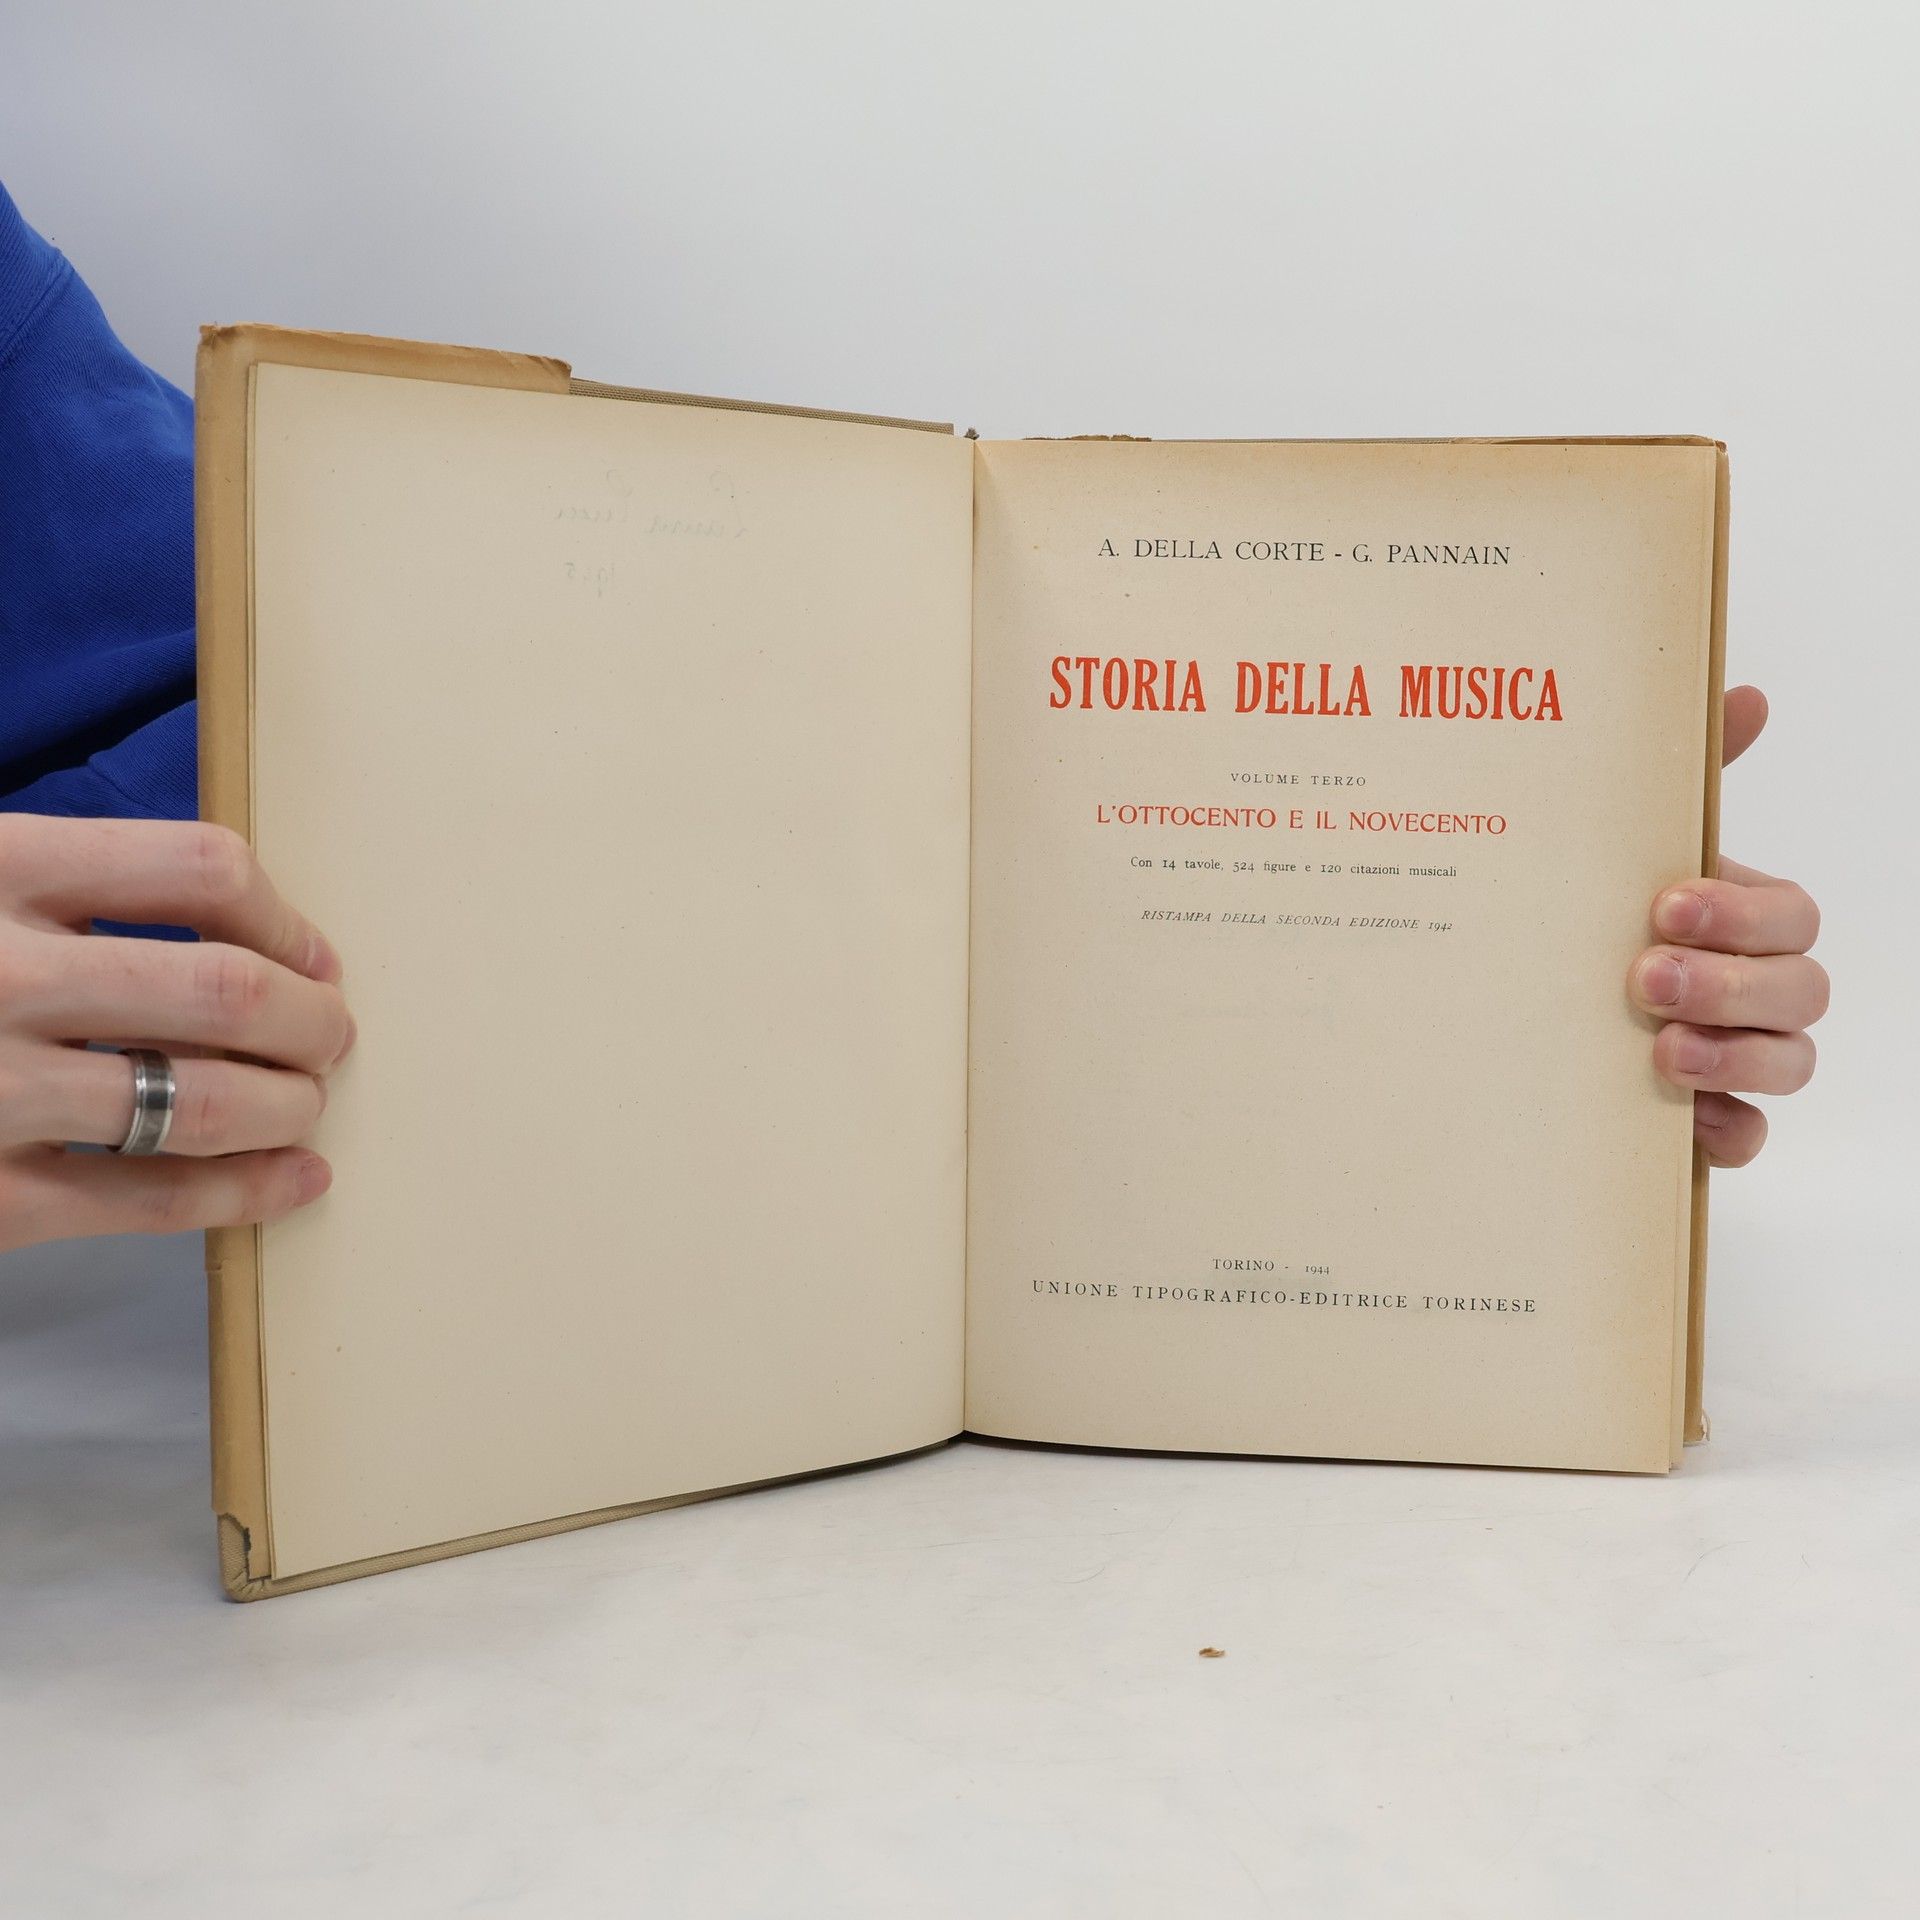 A. DELLA CORTE - G. PANNAIN
STORIA DELLA MUSICA
VOLUME TERZO
L'OTTOCENTO E IL NOVECENTO
Con 14 tavole, 524 figure e 120 citazioni musicali
RISTAMPA DELLA SECONDA EDIZIONE 1942
TORINO - 1944
UNIONE TIPOGRAFICO-EDITRICE TORINESE